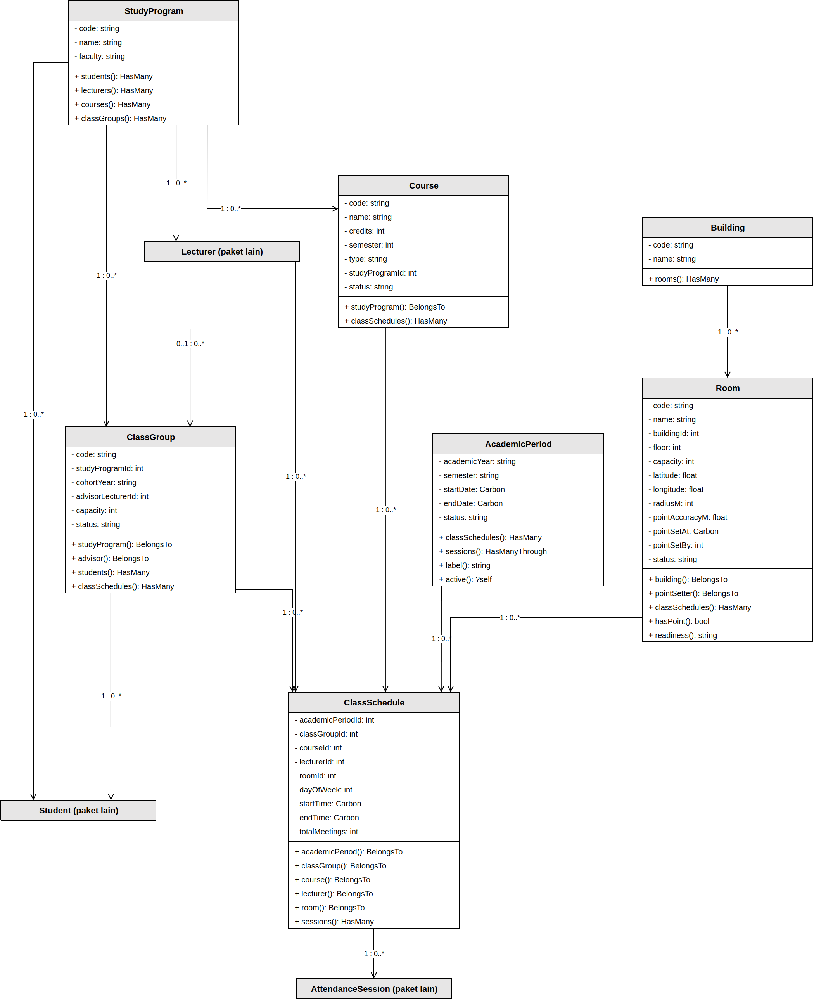 StudyProgram
- code: string
- name: string
- faculty: string
+ students(): HasMany
+ lecturers(): HasMany
+ courses(): HasMany
+ classGroups(): HasMany
1 : 0..*
1 : 0..*
Course
- code: string
- name: string
- credits: int
- semester: int
- type: string
- studyProgramId: int
- status: string
+ studyProgram(): BelongsTo
+ classSchedules(): HasMany
Building
- code: string
- name: string
+ rooms(): HasMany
Lecturer (paket lain)
1 : 0..*
0..1 : 0..*
1 : 0..*
Room
- code: string
- name: string
- buildingId: int
- floor: int
- capacity: int
- latitude: float
- longitude: float
- radiusM: int
- pointAccuracyM: float
- pointSetAt: Carbon
- pointSetBy: int
- status: string
+ building(): BelongsTo
+ pointSetter(): BelongsTo
+ classSchedules(): HasMany
+ hasPoint(): bool
+ readiness(): string
1 : 0..*
ClassGroup
- code: string
- studyProgramId: int
- cohortYear: string
- advisorLecturerId: int
- capacity: int
- status: string
+ studyProgram(): BelongsTo
+ advisor(): BelongsTo
+ students(): HasMany
+ classSchedules(): HasMany
AcademicPeriod
- academicYear: string
- semester: string
- startDate: Carbon
- endDate: Carbon
- status: string
+ classSchedules(): HasMany
+ sessions(): HasManyThrough
+ label(): string
+ active(): ?self
1 : 0..*
1 : 0..*
1 : 0..*
1 : 0..*
1 : 0..*
1 : 0..*
ClassSchedule
- academicPeriodId: int
- classGroupId: int
- courseId: int
- lecturerId: int
- roomId: int
- dayOfWeek: int
- startTime: Carbon
- endTime: Carbon
- totalMeetings: int
+ academicPeriod(): BelongsTo
+ classGroup(): BelongsTo
+ course(): BelongsTo
+ lecturer(): BelongsTo
+ room(): BelongsTo
+ sessions(): HasMany
Student (paket lain)
1 : 0..*
AttendanceSession (paket lain)